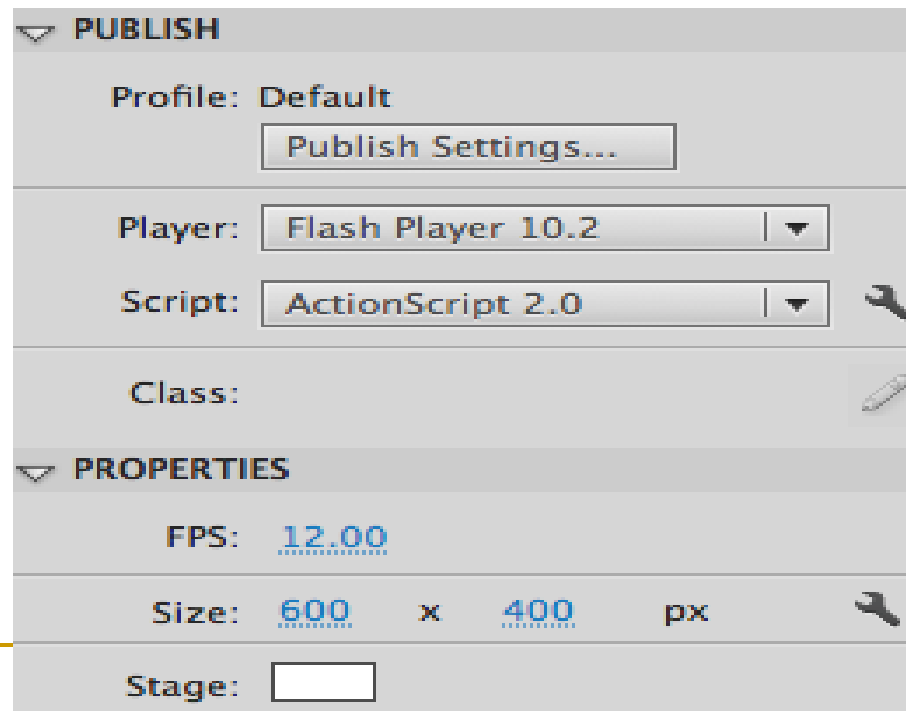 PUBLISH
Profile: Default
Publish Settings...
Player: Flash Player 10.2
Script: ActionScript 2.0
Class:
PROPERTIES
FPS: 12.00
Size: 600 x 400 px
Stage: